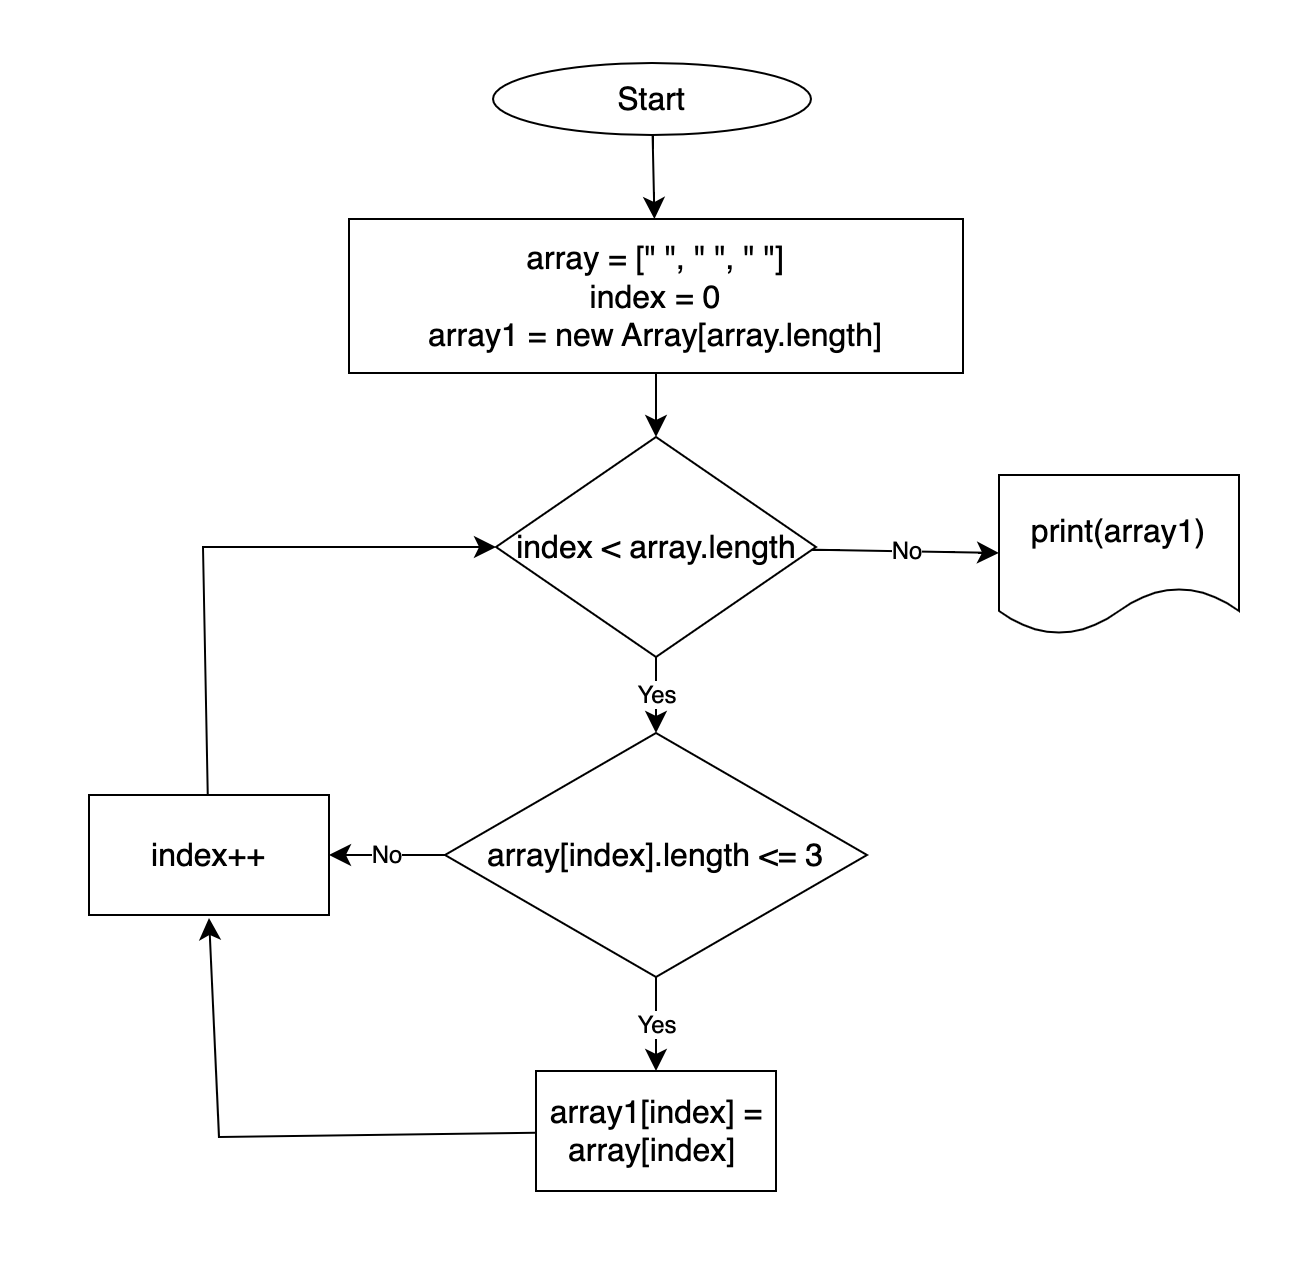 Start
array = [" ", " ", " "]
index = 0
array1 = new Array[array.length]
index < array.length
No
print(array1)
Yes
index++
No
array[index].length <= 3
Yes
array1[index] =
array[index]